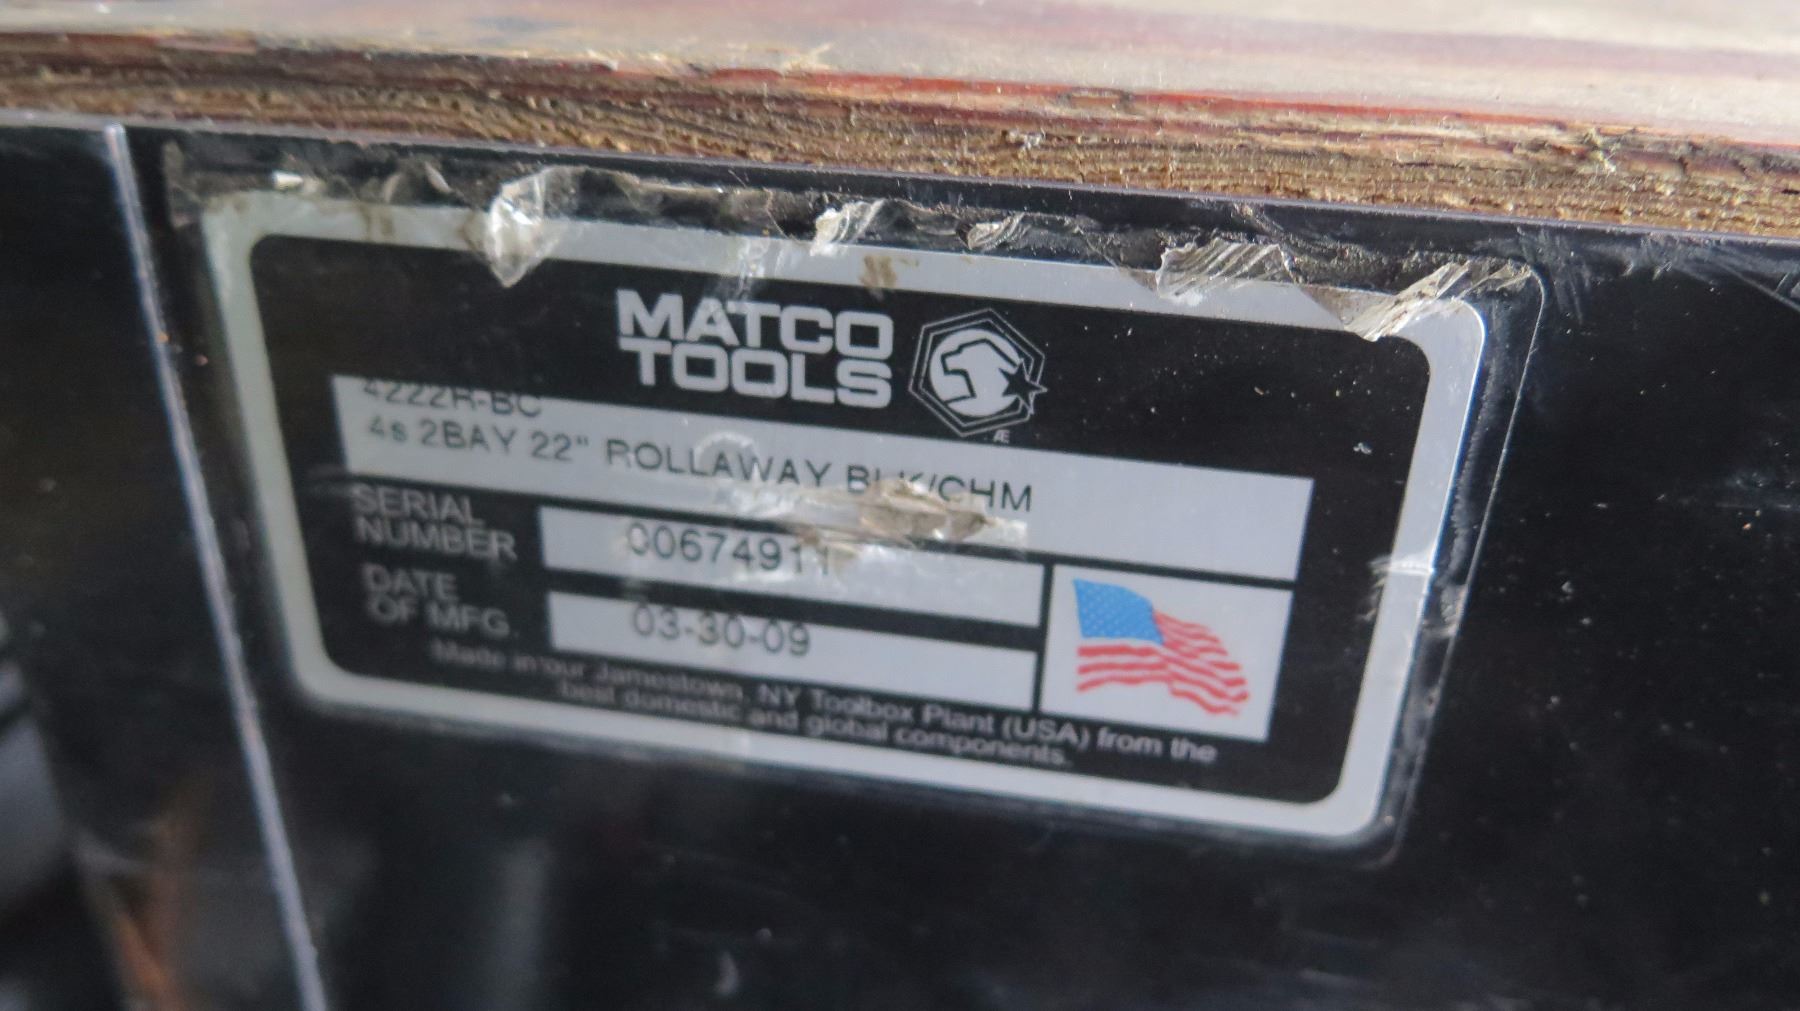 MATCO
TOOLS
4222R-BC
4s 2BAY 22" ROLLAWAY BLK/CHM
SERIAL
NUMBER
00674911
DATE
OF MFG.
03-30-09
Made in our Jamestown, NY Toolbox Plant (USA) from the
best domestic and global components.